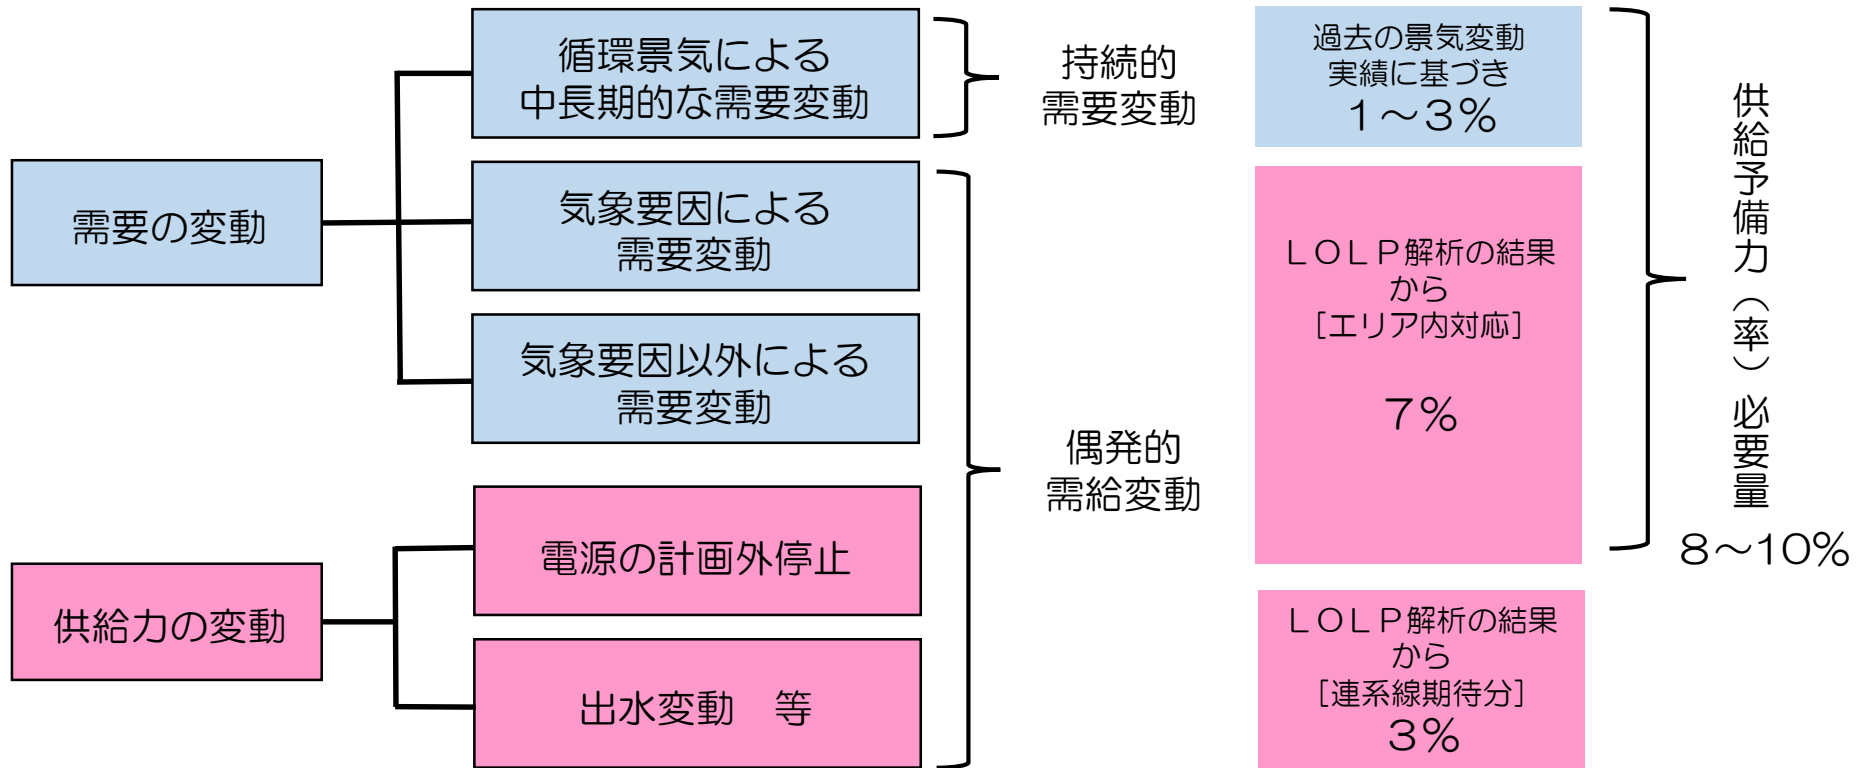 需要の変動
供給力の変動
循環景気による
中長期的な需要変動
気象要因による
需要変動
気象要因以外による
需要変動
電源の計画外停止
出水変動　等
持続的
需要変動
偶発的
需給変動
過去の景気変動
実績に基づき
１～３％
ＬＯＬＰ解析の結果
から
［エリア内対応］
７％
ＬＯＬＰ解析の結果
から
［連系線期待分］
３％
供給予備力（率）必要量
８～10％